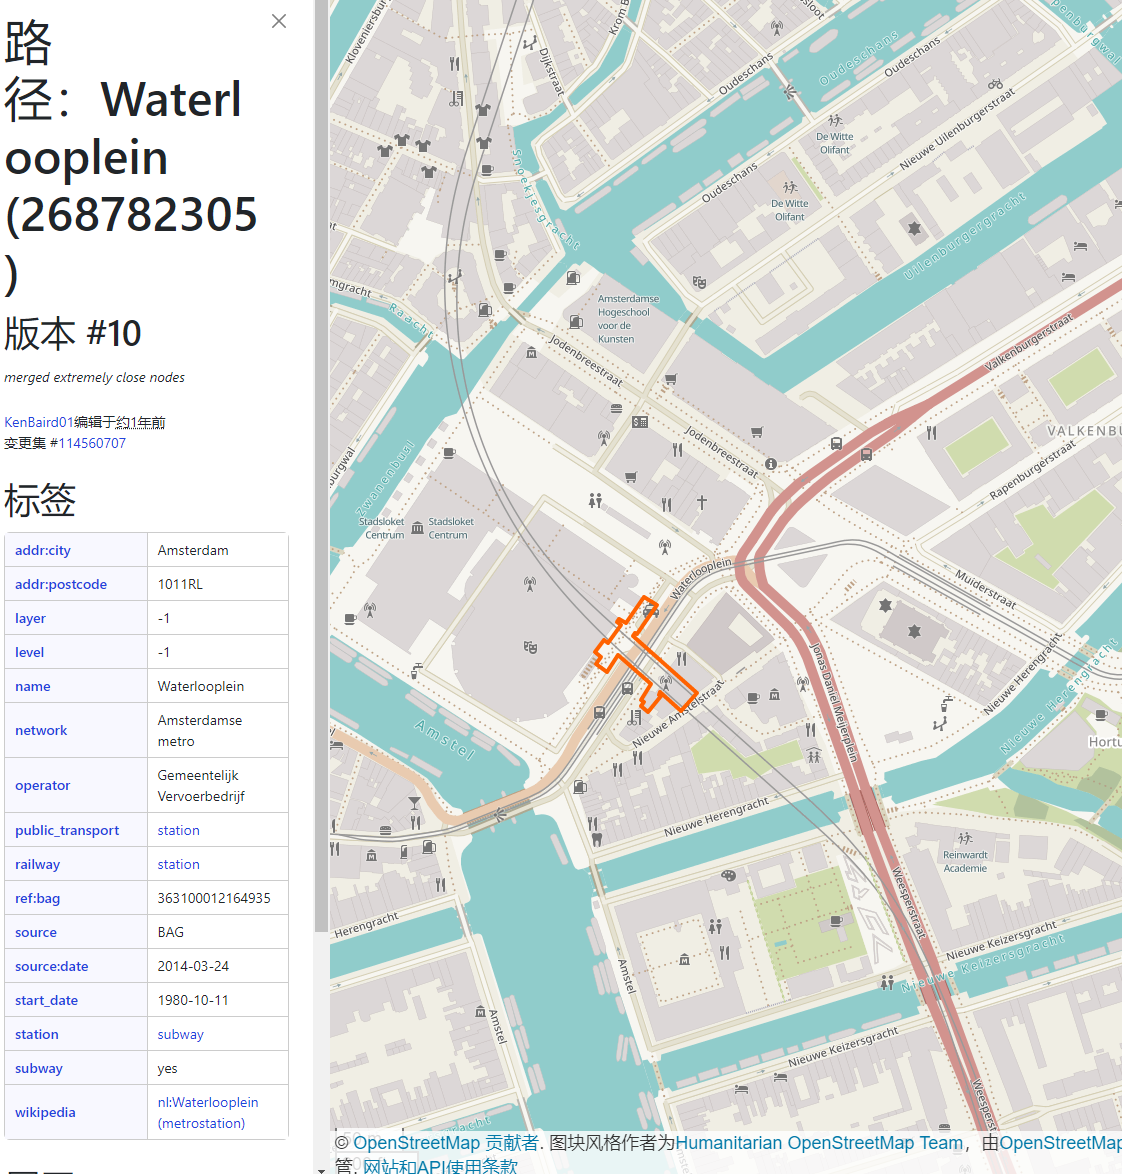 路
径：Waterl
ooplein
(268782305
)
版本 #10
merged extremely close nodes
KenBaird01编辑于约1年前
变更集 #114560707
标签
addr:city Amsterdam
addr:postcode 1011RL
layer -1
level -1
name Waterlooplein
network Amsterdamse
metro
operator Gemeentelijk
Vervoerbedrijf
public_transport station
railway station
ref:bag 363100012164935
source BAG
source:date 2014-03-24
start_date 1980-10-11
station subway
subway yes
wikipedia nl:Waterlooplein
(metrostation)
Dijkstraat
Krom B
Oudeschans
Oudeschans
Oudeschans
Oudeschans
De Witte
Olifant
De Witte
Olifant
Nieuwe Uilenburgerstraat
Uilenburgergracht
Snoekjesgracht
Raacht
mgracht
Amsterdamse
Hogeschool
voor de
Kunsten
Jodenbreestraat
Jodenbreestraat
Valkenburgerstraat
VALKENBU
Rapenburgerstraat
Zwanenbual
burgwal
Stadsloket
Centrum
Stadsloket
Centrum
Waterlooplein
Muiderstraat
Nieuwe Herengracht
Nieuwe Herengracht
Jonas Daniel Meijerplein
Nieuwe Amstelstraat
Amstel
Hortu
Nieuwe Herengracht
Reinwardt
Academie
Weesperstraat
Herengracht
Nieuwe Keizersgracht
Nieuwe Keizersgracht
Amstel
Amstel
Nieuwe Keizersgracht
Weesperst
© OpenStreetMap 贡献者. 图块风格作者为Humanitarian OpenStreetMap Team，由OpenStreetMap
管. 网站和API使用条款